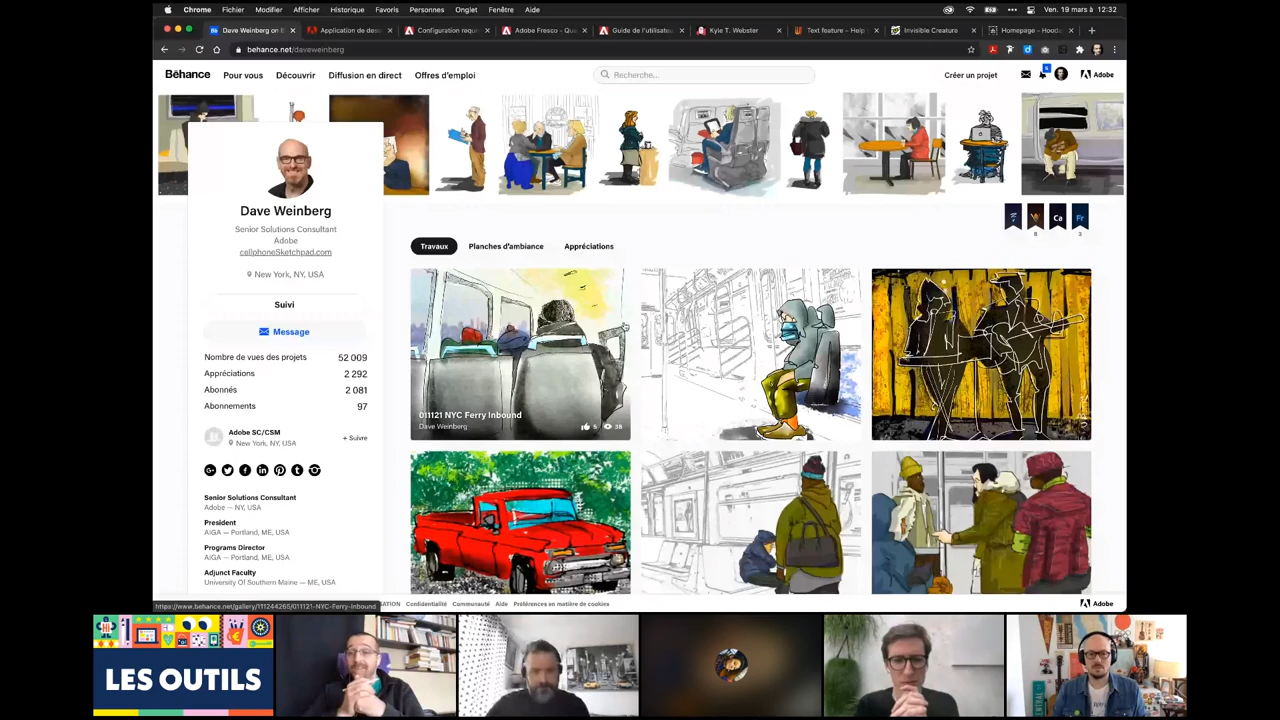 Chrome Fichier Modifier Afficher Historique Favoris Personnes Onglet Fenêtre Aide Ven. 19 mars à 12:32
Dave Weinberg on B Application de des Configuration requ Adobe Fresco - Qu Guide de l'utilisate Kyle T. Webster Text feature – Help Invisible Creature Homepage - Hood
behance.net/daveweinberg
Bēhance Pour vous Découvrir Diffusion en direct Offres d'emploi Recherche... Créer un projet Adobe
Dave Weinberg
Senior Solutions Consultant
Adobe
cellphoneSketchpad.com
New York, NY, USA
Suivi
Message
Nombre de vues des projets 52 009
Appréciations 2 292
Abonnés 2 081
Abonnements 97
Adobe SC/CSM
New York, NY, USA
+ Suivre
Senior Solutions Consultant
Adobe — NY, USA
President
AIGA — Portland, ME, USA
Programs Director
AIGA — Portland, ME, USA
Adjunct Faculty
University Of Southern Maine — ME, USA
Ca Fr
8 3
Travaux Planches d'ambiance Appréciations
011121 NYC Ferry Inbound
Dave Weinberg 5 38
https://www.behance.net/gallery/111244265/011121-NYC-Ferry-Inbound
Confidentialité Communauté Aide Préférences en matière de cookies Adobe
HI
LES OUTILS